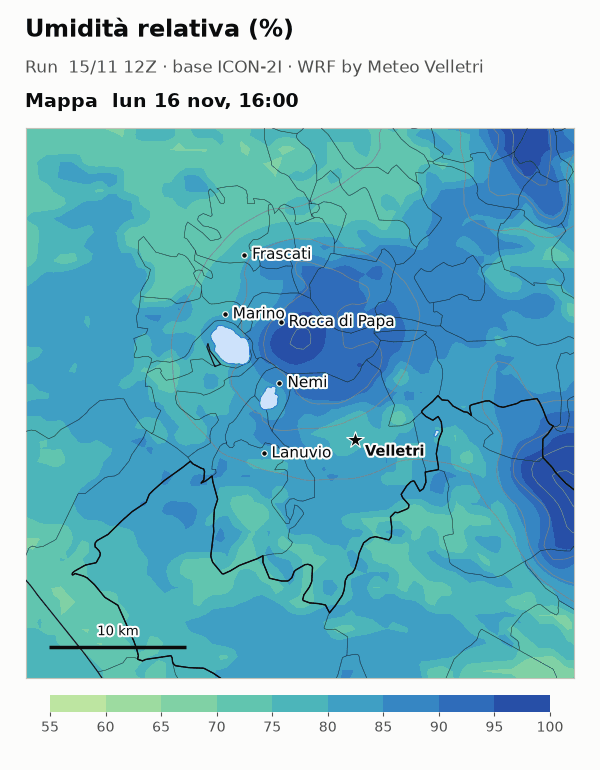 Umidità relativa (%)
Run  15/11 12Z · base ICON-2I · WRF by Meteo Velletri
Mappa  lun 16 nov, 16:00
Frascati
Marino
Rocca di Papa
Nemi
Velletri
Lanuvio
10 km
55 60 65 70 75 80 85 90 95 100